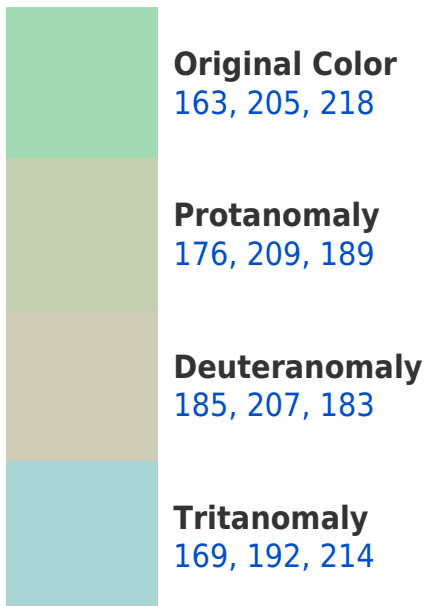 Original Color
163, 205, 218
Protanomaly
176, 209, 189
Deuteranomaly
185, 207, 183
Tritanomaly
169, 192, 214